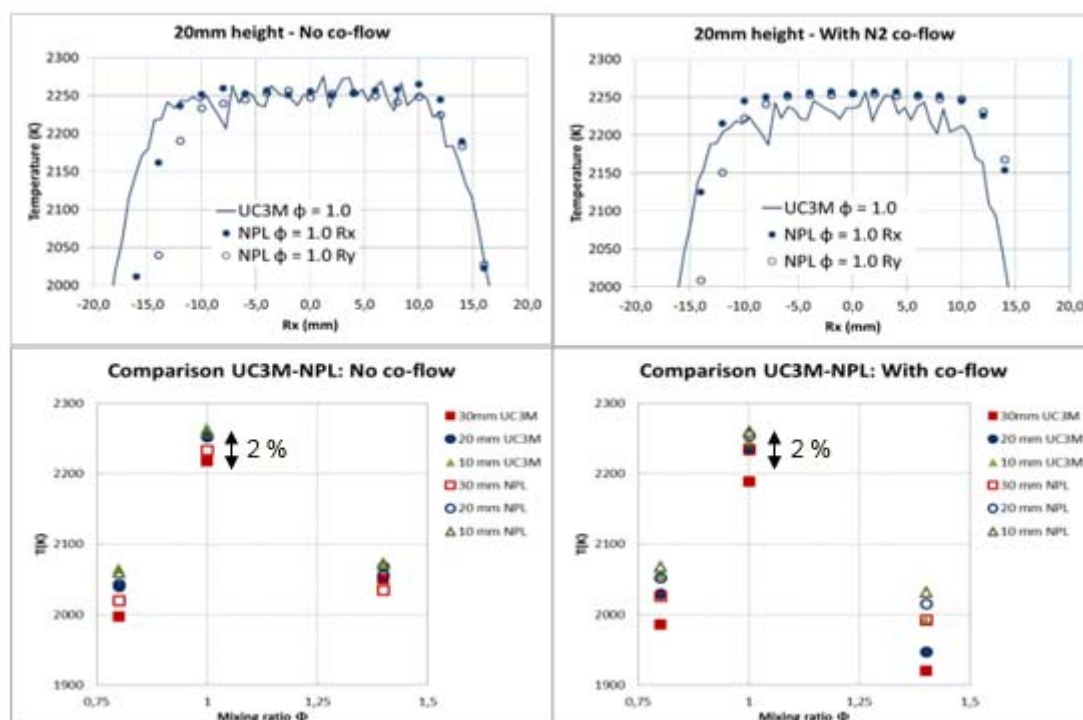 20mm height - No co-flow
2300
2250
2200
2150
2100
2050
2000
Temperature (K)
UC3M ϕ = 1.0
NPL ϕ = 1.0 Rx
NPL ϕ = 1.0 Ry
-20,0 -15,0 -10,0 -5,0 0,0 5,0 10,0 15,0 20,0
Rx (mm)
20mm height - With N2 co-flow
2300
2250
2200
2150
2100
2050
2000
Temperature (K)
UC3M ϕ = 1.0
NPL ϕ = 1.0 Rx
NPL ϕ = 1.0 Ry
-20,0 -15,0 -10,0 -5,0 0,0 5,0 10,0 15,0 20,0
Rx (mm)
Comparison UC3M-NPL: No co-flow
2300
2200
2100
2000
1900
T(K)
2 %
30mm UC3M
20 mm UC3M
10 mm UC3M
30 mm NPL
20 mm NPL
10 mm NPL
0,75 1 1,25 1,5
Mixing ratio Φ
Comparison UC3M-NPL: With co-flow
2300
2200
2100
2000
1900
T(K)
2 %
30mm UC3M
20 mm UC3M
10 mm UC3M
30 mm NPL
20 mm NPL
10 mm NPL
0,75 1 1,25 1,5
Mixing ratio Φ